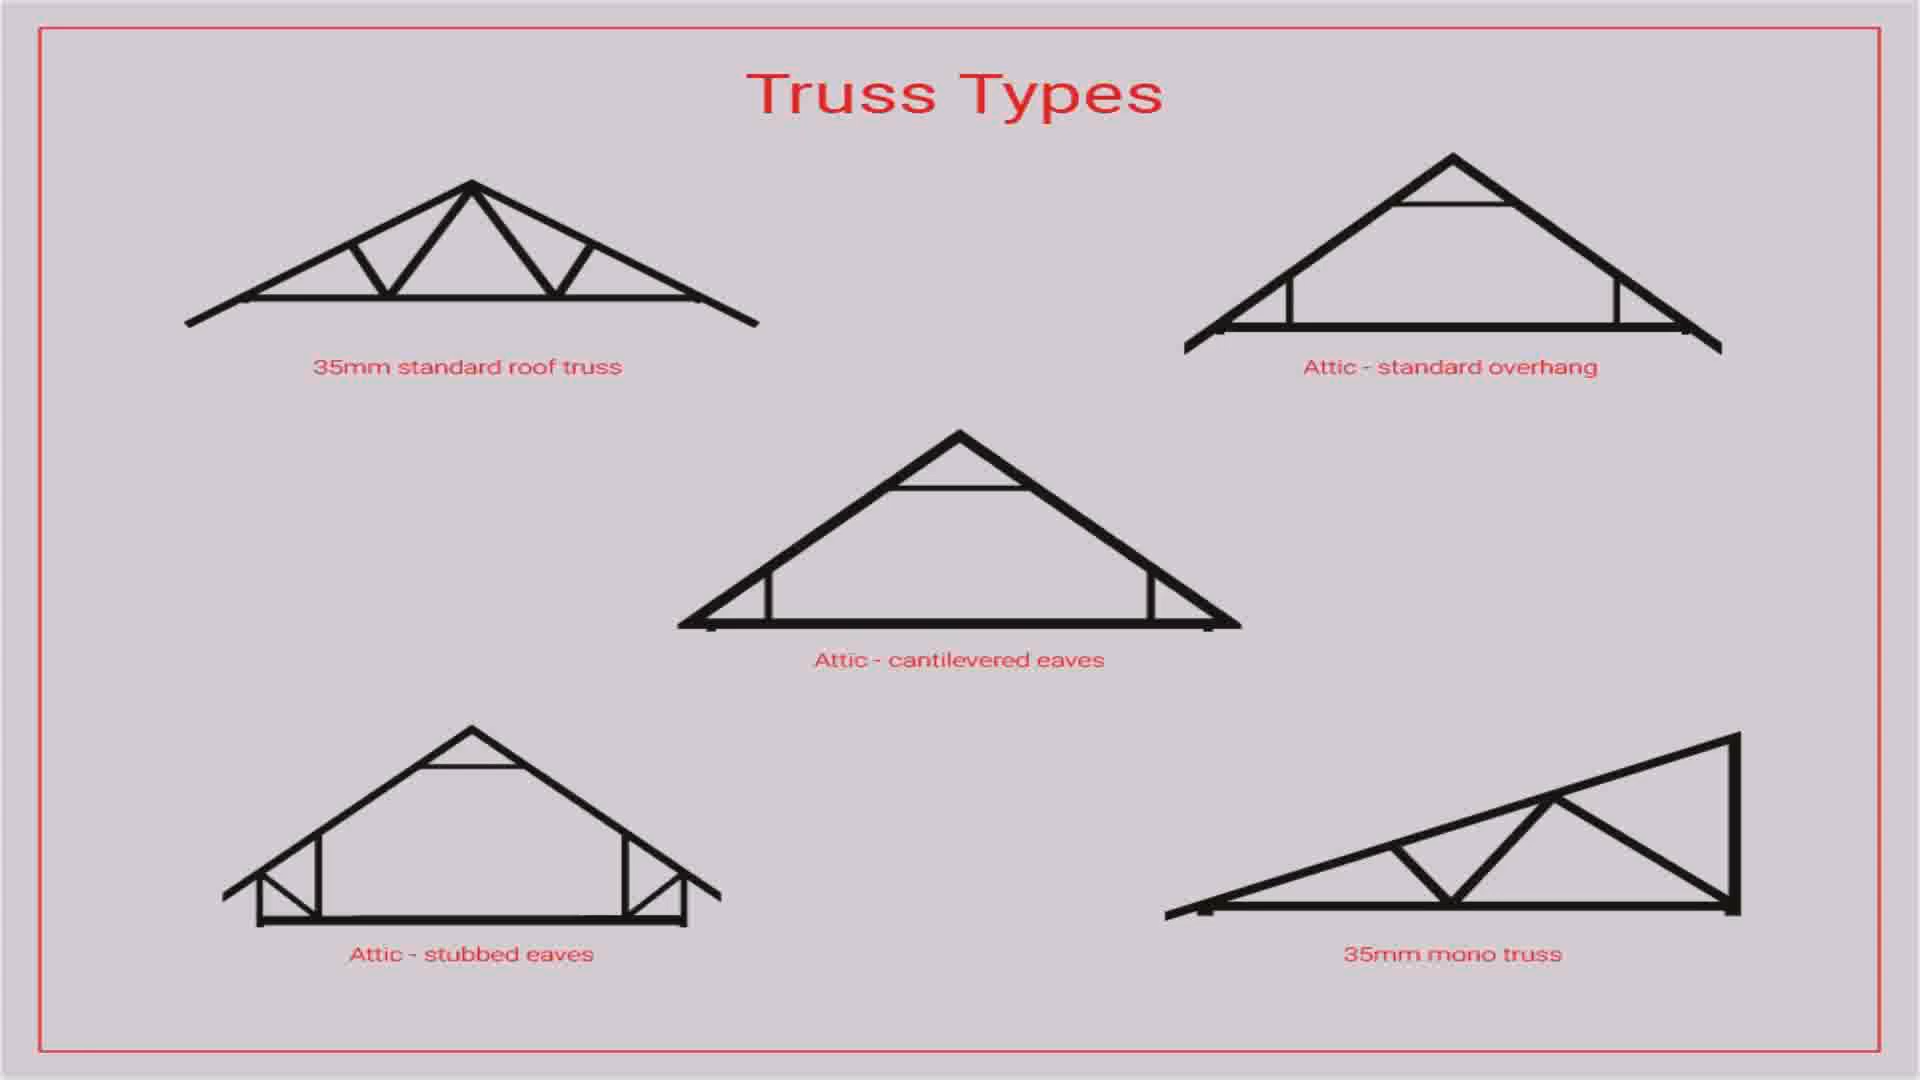 Truss Types
35mm standard roof truss
Attic - standard overhang
Attic - cantilevered eaves
Attic - stubbed eaves
35mm mono truss